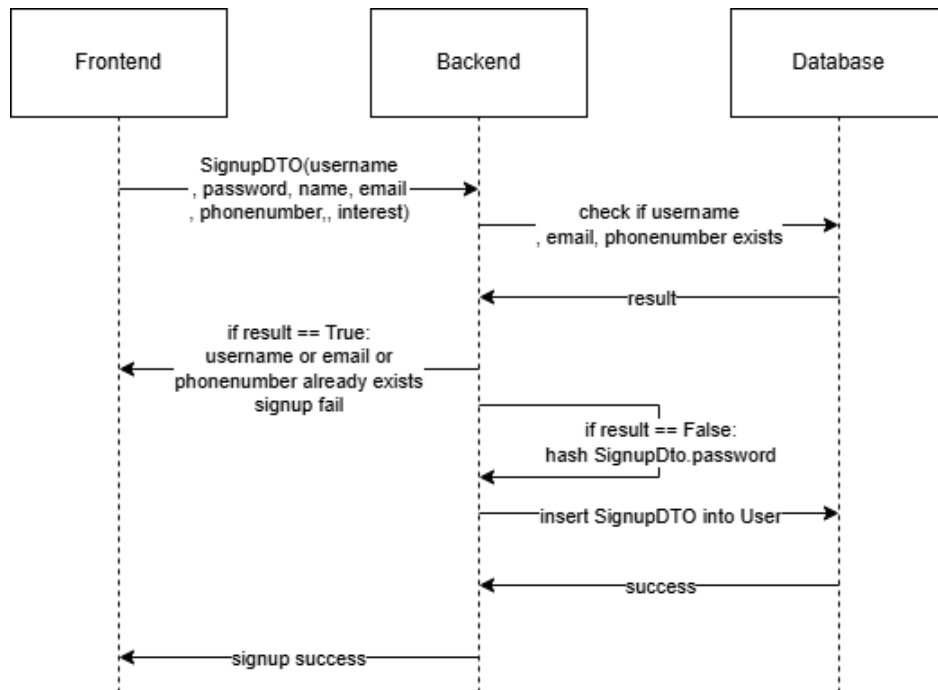 Frontend
Backend
Database
SignupDTO(username
, password, name, email
, phonenumber,, interest)
check if username
, email, phonenumber exists
result
if result == True:
username or email or
phonenumber already exists
signup fail
if result == False:
hash SignupDto.password
insert SignupDTO into User
success
signup success